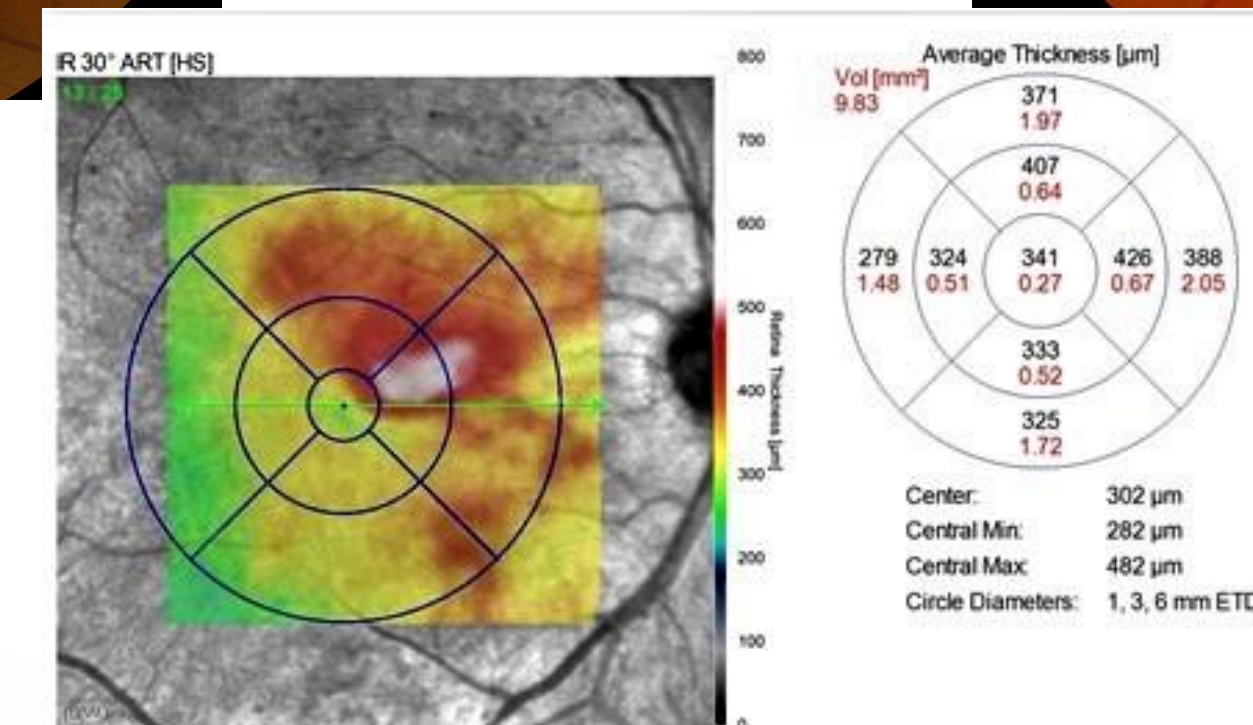 IR 30° ART [HS]
800
700
600
500
400
300
200
100
0
Retina Thickness [µm]
Average Thickness [µm]
Vol [mm³]
9.83
371
1.97
407
0.64
279 324 341 426 388
1.48 0.51 0.27 0.67 2.05
333
0.52
325
1.72
Center: 302 µm
Central Min: 282 µm
Central Max: 482 µm
Circle Diameters: 1, 3, 6 mm ETD